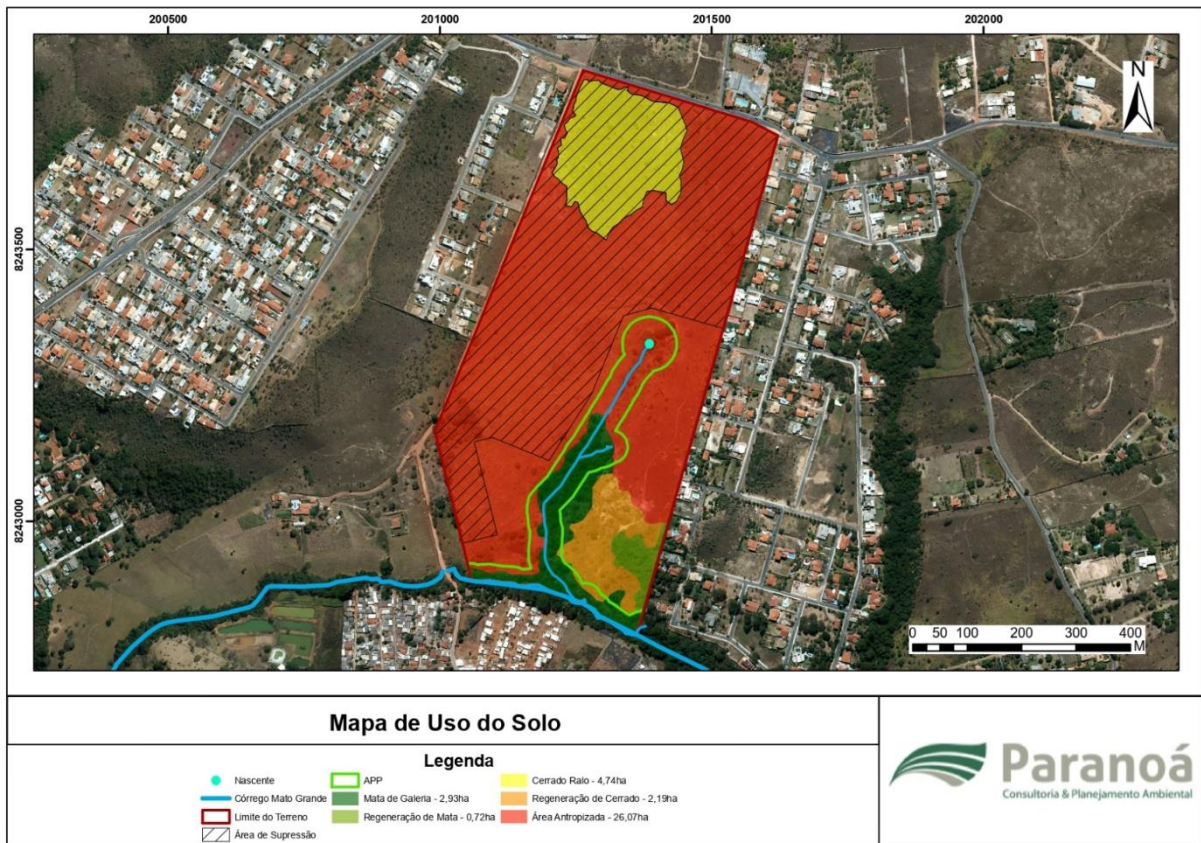 200500 201000 201500 202000
N
8243500
8243000
0 50 100 200 300 400
M
Mapa de Uso do Solo
Legenda
Nascente
Córrego Mato Grande
Limite do Terreno
Área de Supressão
APP
Mata de Galeria - 2,93ha
Regeneração de Mata - 0,72ha
Cerrado Ralo - 4,74ha
Regeneração de Cerrado - 2,19ha
Área Antropizada - 26,07ha
Paranoá
Consultoria & Planejamento Ambiental